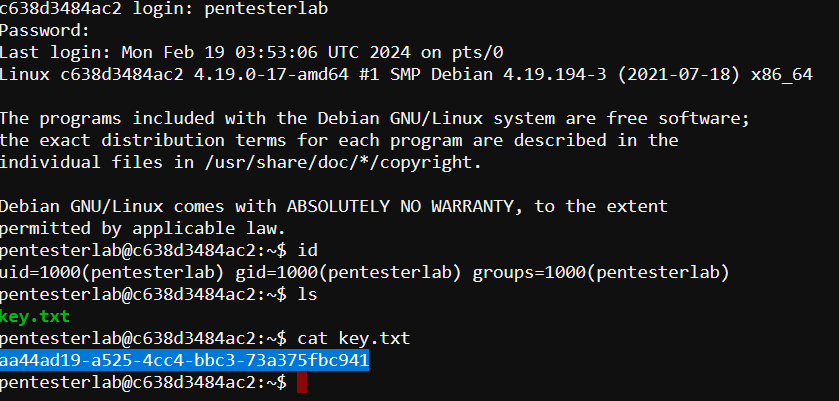 c638d3484ac2 login: pentesterlab
Password:
Last login: Mon Feb 19 03:53:06 UTC 2024 on pts/0
Linux c638d3484ac2 4.19.0-17-amd64 #1 SMP Debian 4.19.194-3 (2021-07-18) x86_64
The programs included with the Debian GNU/Linux system are free software;
the exact distribution terms for each program are described in the
individual files in /usr/share/doc/*/copyright.
Debian GNU/Linux comes with ABSOLUTELY NO WARRANTY, to the extent
permitted by applicable law.
pentesterlab@c638d3484ac2:~$ id
uid=1000(pentesterlab) gid=1000(pentesterlab) groups=1000(pentesterlab)
pentesterlab@c638d3484ac2:~$ ls
key.txt
pentesterlab@c638d3484ac2:~$ cat key.txt
aa44ad19-a525-4cc4-bbc3-73a375fbc941
pentesterlab@c638d3484ac2:~$